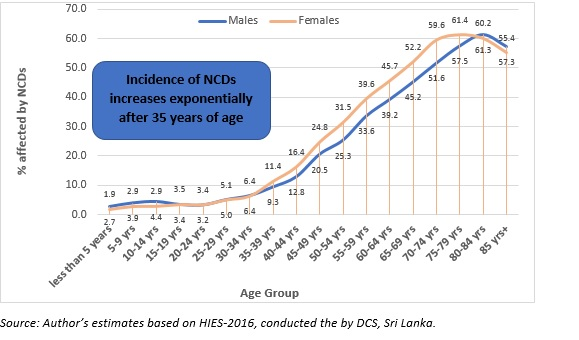 70.0
60.0
50.0
40.0
30.0
20.0
10.0
0.0
% affected by NCDs
Males Females
Incidence of NCDs
increases exponentially
after 35 years of age
1.9 2.9 2.9 3.5 3.4 5.1 6.4 11.4 16.4 24.8 31.5 39.6 45.7 52.2 59.6 61.4 60.2 55.4
2.7 3.9 4.4 3.4 3.2 5.0 6.4 9.3 12.8 20.5 25.3 33.6 39.2 45.2 51.6 57.5 61.3 57.3
less than 5 years
5-9 yrs
10-14 yrs
15-19 yrs
20-24 yrs
25-29 yrs
30-34 yrs
35-39 yrs
40-44 yrs
45-49 yrs
50-54 yrs
55-59 yrs
60-64 yrs
65-69 yrs
70-74 yrs
75-79 yrs
80-84 yrs
85 yrs+
Age Group
Source: Author's estimates based on HIES-2016, conducted the by DCS, Sri Lanka.